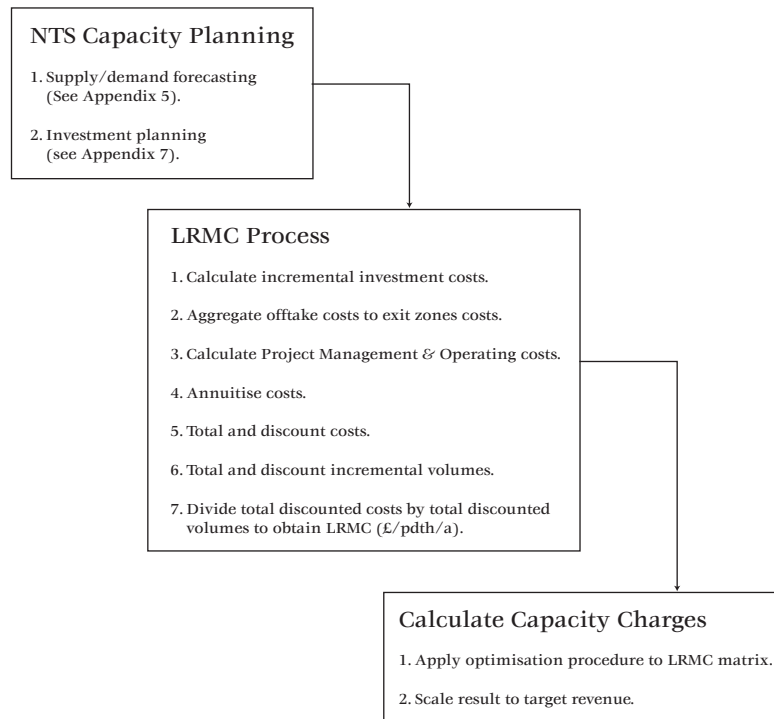 NTS Capacity Planning
1. Supply/demand forecasting
(See Appendix 5).
2. Investment planning
(see Appendix 7).
LRMC Process
1. Calculate incremental investment costs.
2. Aggregate offtake costs to exit zones costs.
3. Calculate Project Management & Operating costs.
4. Annuitise costs.
5. Total and discount costs.
6. Total and discount incremental volumes.
7. Divide total discounted costs by total discounted
volumes to obtain LRMC (£/pdth/a).
Calculate Capacity Charges
1. Apply optimisation procedure to LRMC matrix.
2. Scale result to target revenue.